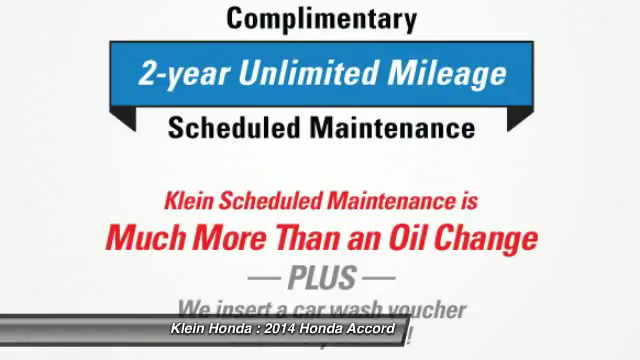 Complimentary
2-year Unlimited Mileage
Scheduled Maintenance
Klein Scheduled Maintenance is
Much More Than an Oil Change
— PLUS —
We insert a car wash voucher
!
Klein Honda : 2014 Honda Accord